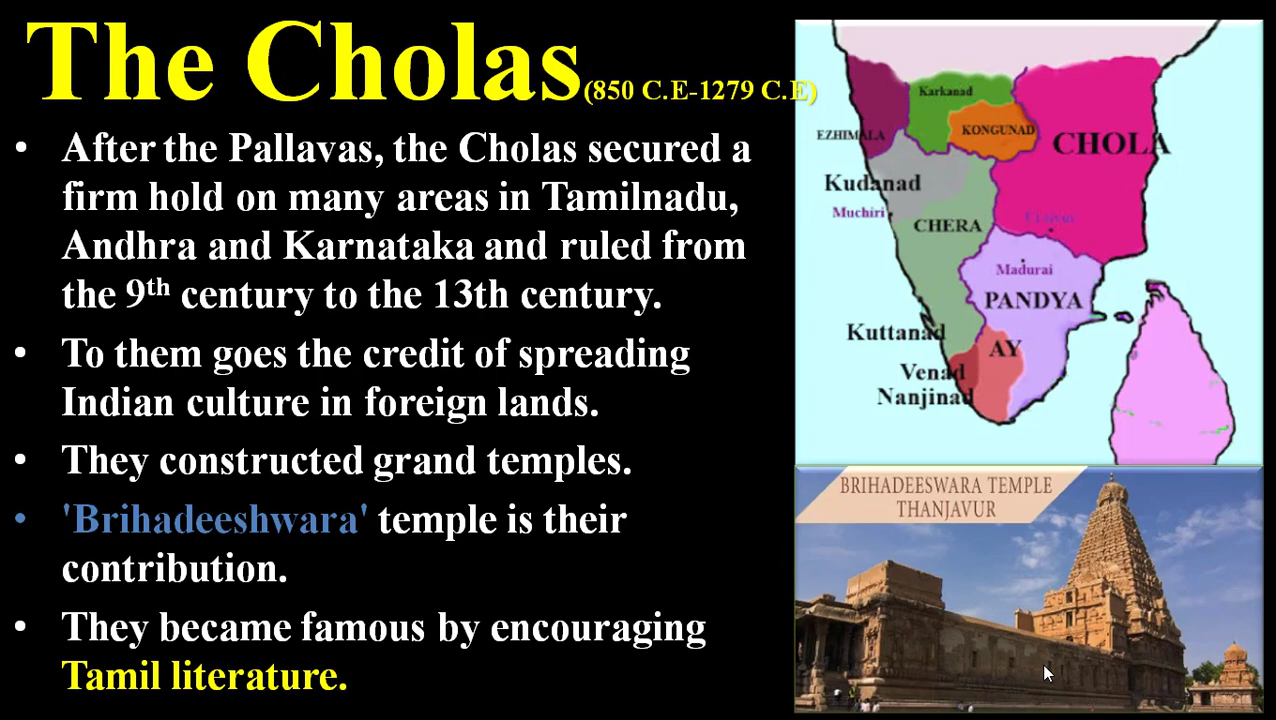 The Cholas (850 C.E-1279 C.E)
• After the Pallavas, the Cholas secured a
firm hold on many areas in Tamilnadu,
Andhra and Karnataka and ruled from
the 9th century to the 13th century.
• To them goes the credit of spreading
Indian culture in foreign lands.
• They constructed grand temples.
• 'Brihadeeshwara' temple is their
contribution.
• They became famous by encouraging
Tamil literature.
Karkanad
EZHIMALA
KONGUNAD
CHOLA
Kudanad
Muchiri
CHERA
Madurai
PANDYA
Kuttanad
AY
Venad
Nanjinad
BRIHADEESWARA TEMPLE
THANJAVUR